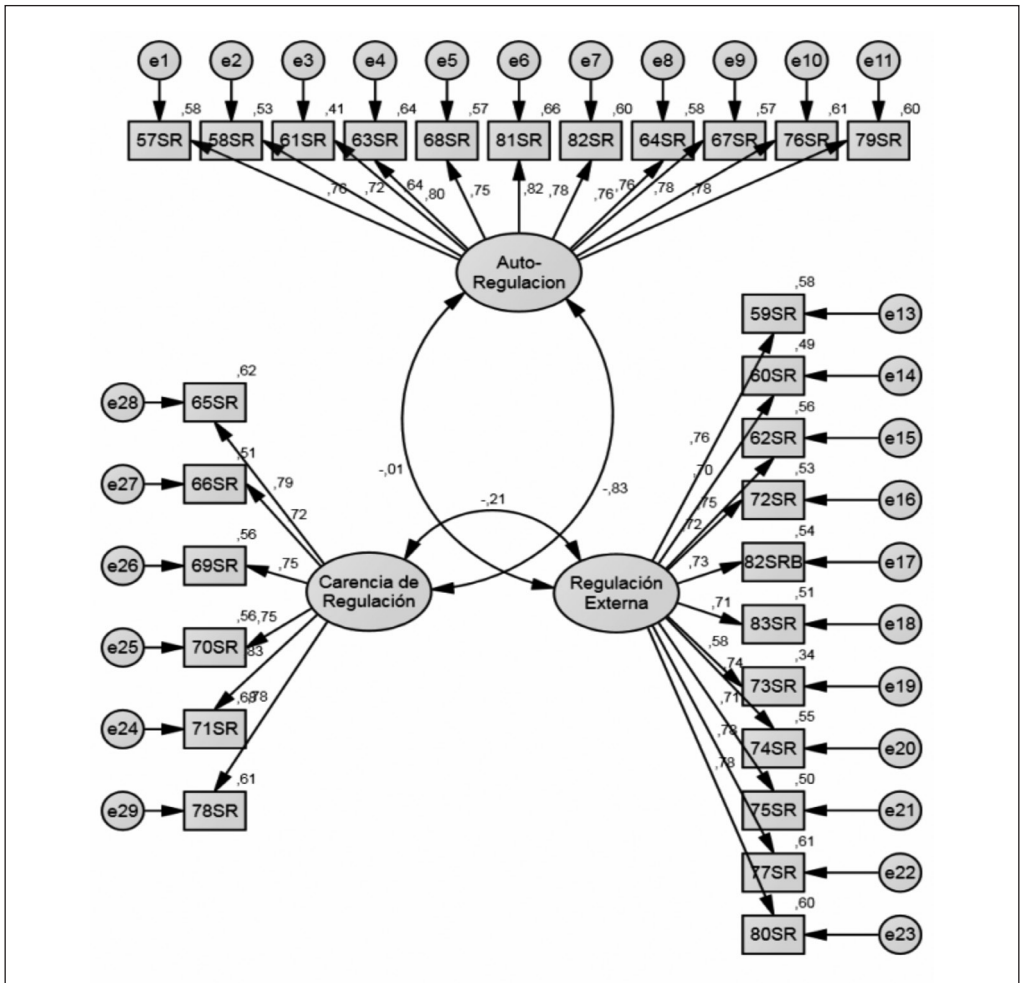 e1 e2 e3 e4 e5 e6 e7 e8 e9 e10 e11
,58 ,53 ,41 ,64 ,57 ,66 ,60 ,58 ,57 ,61 ,60
57SR 58SR 61SR 63SR 68SR 81SR 82SR 64SR 67SR 76SR 79SR
,76 ,72 ,64 ,80 ,75 ,82 ,78 ,76 ,76 ,78 ,78
Auto-
Regulacion
-,01
-,83
-,21
,62
e28 65SR
,51
e27 66SR
,56
e26 69SR
,56
e25 70SR
e24 71SR
,61
e29 78SR
,79
,72
,75
,75
,78
Carencia de
Regulación
Regulación
Externa
,76
,70
,75
,72
,73
,71
,58
,74
,71
,78
,78
,58
59SR e13
,49
60SR e14
,56
62SR e15
,53
72SR e16
,54
82SRB e17
,51
83SR e18
,34
73SR e19
,55
74SR e20
,50
75SR e21
,61
77SR e22
,60
80SR e23